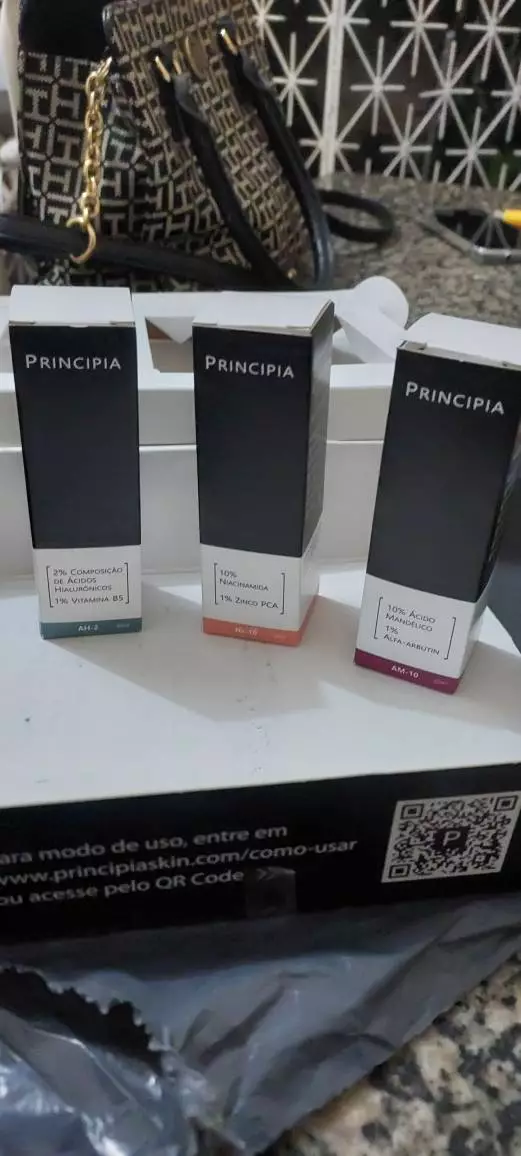 PRINCIPIA
2% COMPOSIÇÃO
DE ÁCIDOS
HIALURÔNICOS
1% VITAMINA B5
AH-2
PRINCIPIA
10%
NIACINAMIDA
1% ZINCO PCA
NI-10
PRINCIPIA
10% ÁCIDO
MANDÉLICO
1%
ALFA-ARBUTIN
AM-10
ara modo de uso, entre em
www.principiaskin.com/como-usar
ou acesse pelo QR Code
P